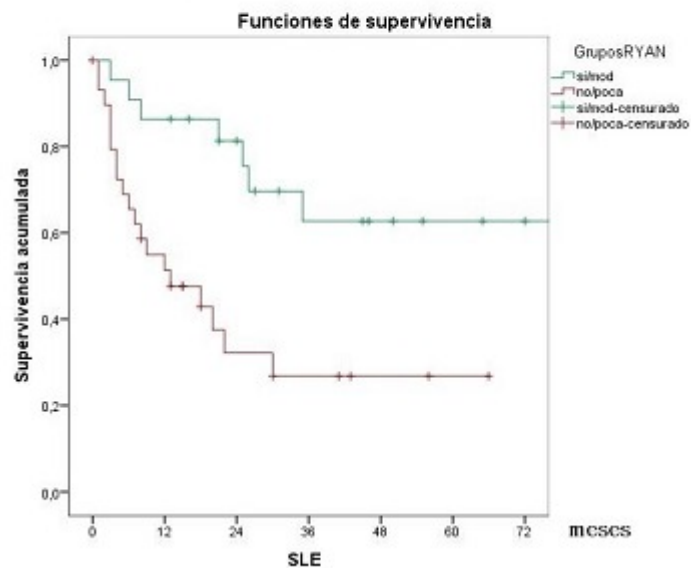 Funciones de supervivencia
GruposRYAN
si/mod
no/poca
si/mod-censurado
no/poca-censurado
Supervivencia acumulada
1,0
0,8
0,6
0,4
0,2
0,0
0 12 24 36 48 60 72
meses
SLE